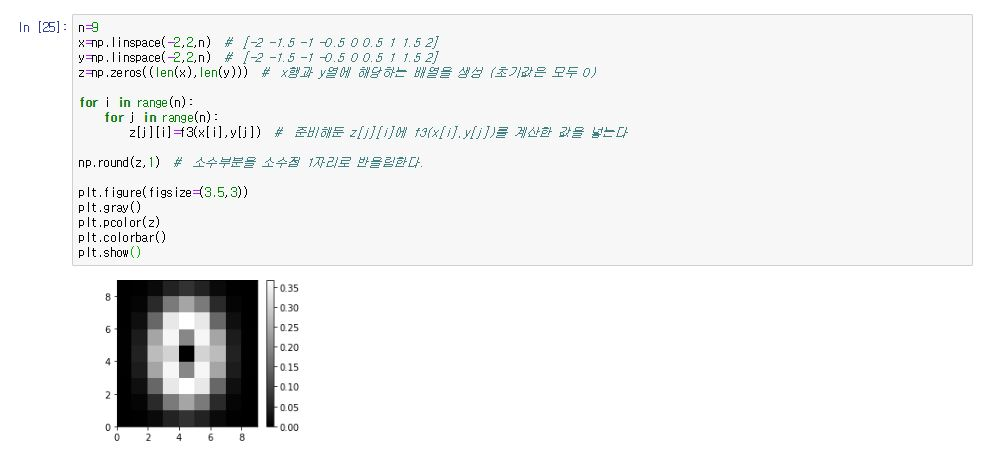 In [25]:
n=9
x=np.linspace(-2,2,n)  # [-2 -1.5 -1 -0.5 0 0.5 1 1.5 2]
y=np.linspace(-2,2,n)  # [-2 -1.5 -1 -0.5 0 0.5 1 1.5 2]
z=np.zeros((len(x),len(y)))  # x행과 y열에 해당하는 배열을 생성 (초기값은 모두 0)
for i in range(n):
    for j in range(n):
        z[j][i]=f3(x[i],y[j])  # 준비해둔 z[j][i]에 f3(x[i],y[j])를 계산한 값을 넣는다
np.round(z,1)  # 소수부분을 소수점 1자리로 반올림한다.
plt.figure(figsize=(3.5,3))
plt.gray()
plt.pcolor(z)
plt.colorbar()
plt.show()
8
6
4
2
0
0 2 4 6 8
0.35
0.30
0.25
0.20
0.15
0.10
0.05
0.00